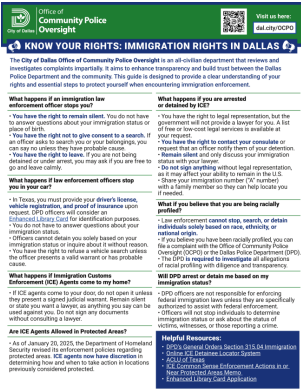 City of Dallas
Office of
Community Police
Oversight
Visit us here:
dal.city/OCPO
KNOW YOUR RIGHTS: IMMIGRATION RIGHTS IN DALLAS
The City of Dallas Office of Community Police Oversight is an all-civilian department that reviews and
investigates complaints impartially. It aims to enhance transparency and build trust between the Dallas
Police Department and the community. This guide is designed to provide a clear understanding of your
rights and essential steps to protect yourself when encountering immigration enforcement.
What happens if an immigration law
enforcement officer stops you?
• You have the right to remain silent. You do not have
to answer questions about your immigration status or
place of birth.
• You have the right not to give consent to a search. If
an officer asks to search you or your belongings, you
can say no unless they have probable cause.
• You have the right to leave. If you are not being
detained or under arrest, you may ask if you are free to
go and leave calmly.
What happens if law enforcement officers stop
you in your car?
• In Texas, you must provide your driver's license,
vehicle registration, and proof of insurance upon
request. DPD officers will consider an
Enhanced Library Card for identification purposes.
• You do not have to answer questions about your
immigration status.
• Officers cannot detain you solely based on your
immigration status or inquire about it without reason.
• You have the right to refuse a vehicle search unless
the officer presents a valid warrant or has probable
cause.
What happens if Immigration Customs
Enforcement (ICE) Agents come to my home?
• If ICE agents come to your door, do not open it unless
they present a signed judicial warrant. Remain silent
or state you want a lawyer, as anything you say can be
used against you. Do not sign any documents
without consulting a lawyer.
Are ICE Agents Allowed in Protected Areas?
• As of January 20, 2025, the Department of Homeland
Security revised its enforcement policies regarding
protected areas. ICE agents now have discretion in
determining how and when to take action in locations
previously considered protected.
What happens if you are arrested
or detained by ICE?
• You have the right to legal representation, but the
government will not provide a lawyer for you. A list
of free or low-cost legal services is available at your
request.
• You have the right to contact your consulate or
request that an officer notify them of your detention.
• Remain silent and only discuss your immigration
status with your lawyer.
• Do not sign anything without legal representation,
as it may affect your ability to remain in the U.S.
• Share your immigration number ("A" number)
with a family member so they can help locate you
if needed.
What if you believe that you are being racially
profiled?
• Law enforcement cannot stop, search, or detain
individuals solely based on race, ethnicity, or
national origin.
• If you believe you have been racially profiled, you can
file a complaint with the Office of Community Police
Oversight (OCPO) or the Dallas Police Department (DPD).
• The DPD is required to investigate all allegations
of racial profiling with diligence and transparency.
Will DPD arrest or detain me based on my
immigration status?
• DPD officers are not responsible for enforcing
federal immigration laws unless they are specifically
authorized to assist with federal enforcement.
• Officers will not stop individuals to determine
immigration status or ask about the status of
victims, witnesses, or those reporting a crime.
Helpful Resources:
• DPD's General Orders Section 315.04 Immigration
• Online ICE Detainee Locator System
• ACLU of Texas
• ICE Common Sense Enforcement Actions in or
Near Protected Areas Memo
• Enhanced Library Card Application